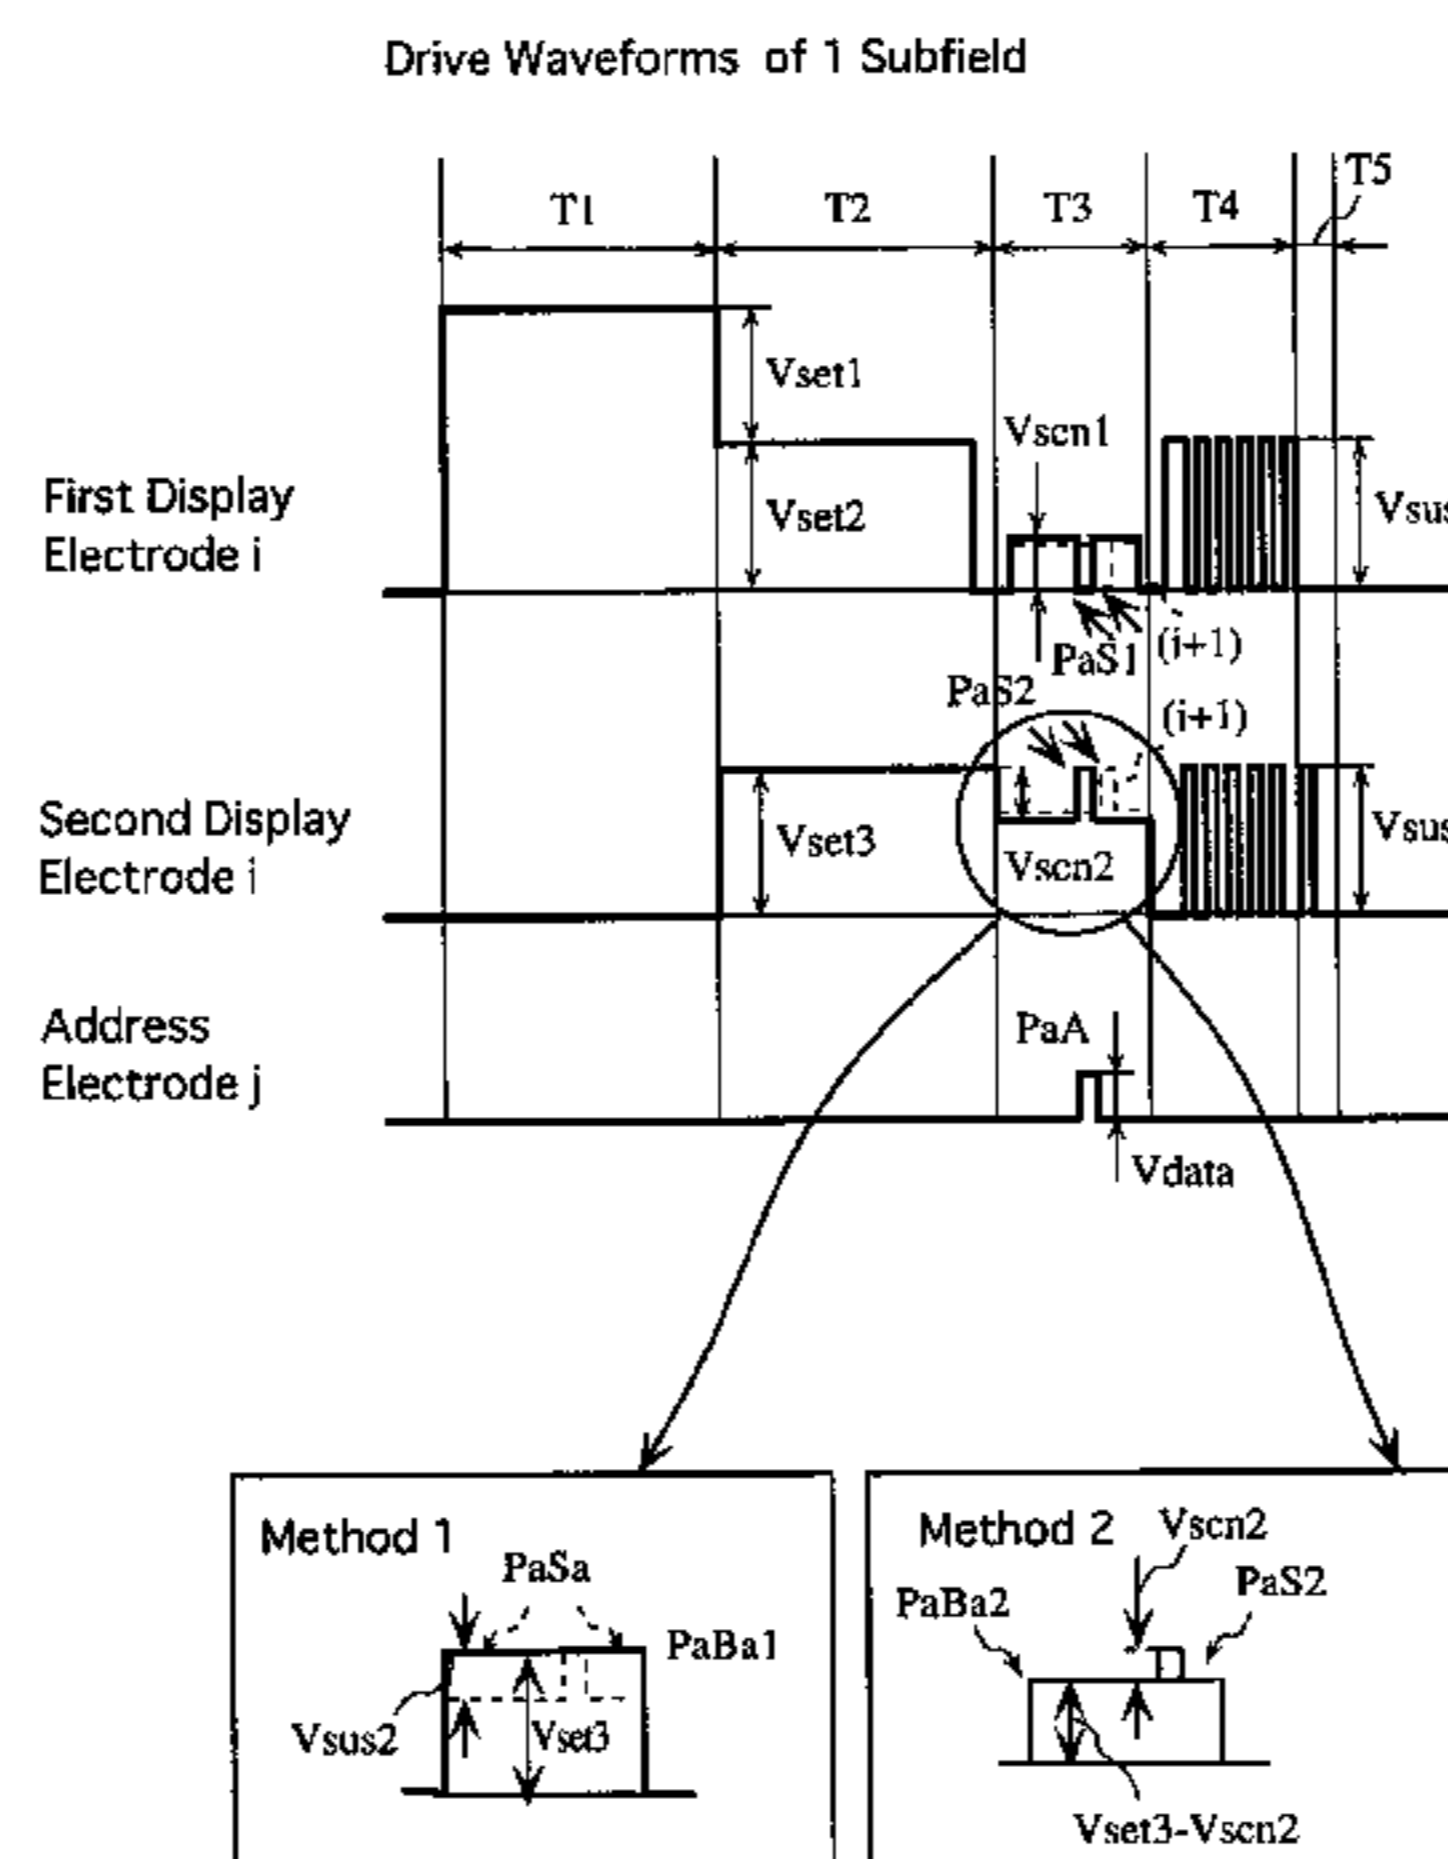 Drive Waveforms of 1 Subfield
T1
T2
T3
T4
T5
Vset1
Vscn1
First Display
Electrode i
Vset2
Vsus
PaS1
(i+1)
PaS2
(i+1)
Second Display
Electrode i
Vset3
Vscn2
Vsus
Address
Electrode j
PaA
Vdata
Method 1
PaSa
PaBa1
Vsus2
Vset3
Method 2
Vscn2
PaBa2
PaS2
Vset3-Vscn2